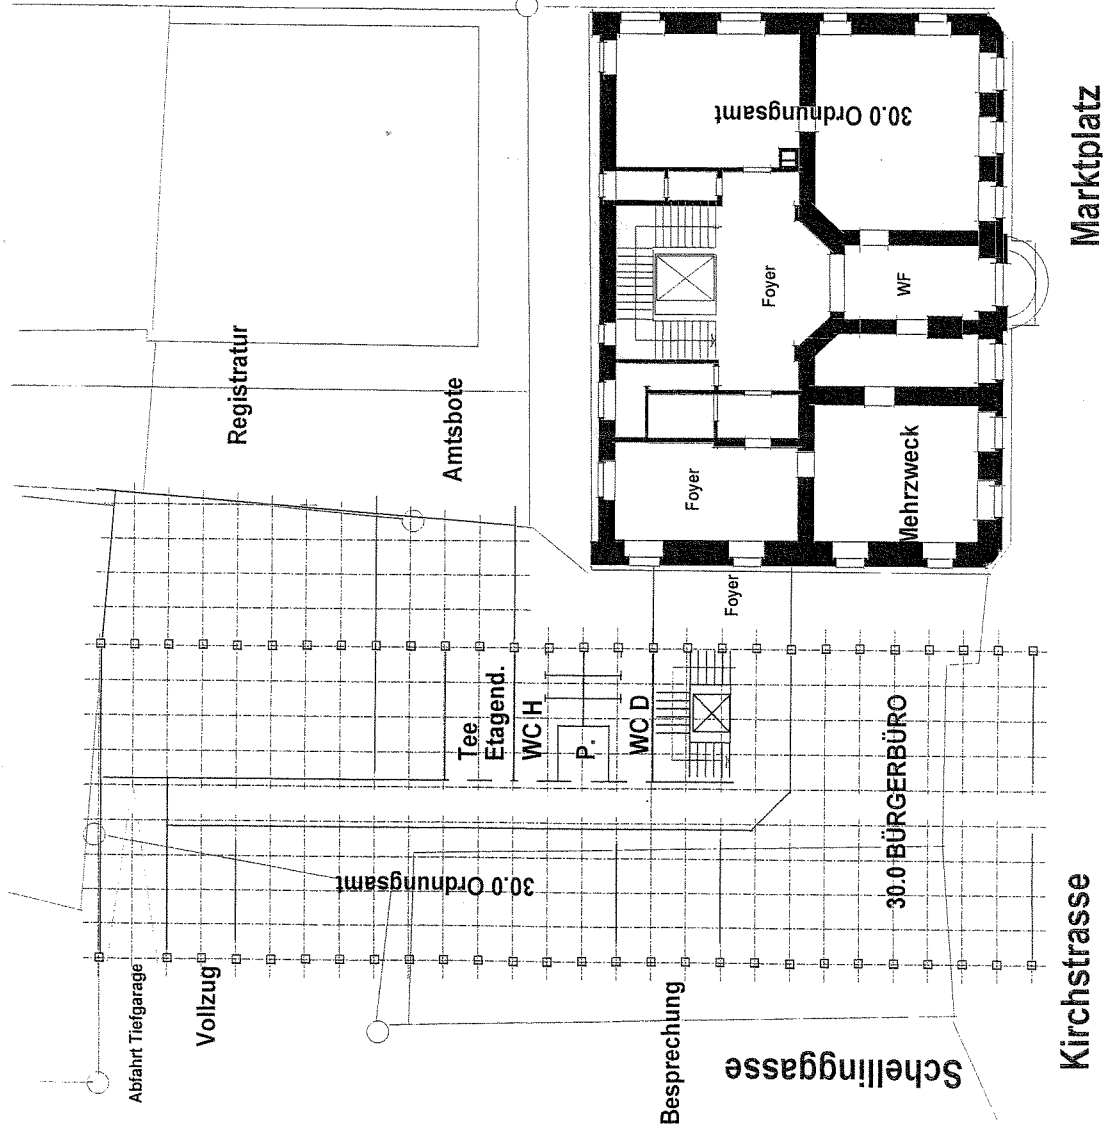 Marktplatz
30.0 Ordnungsamt
Foyer
WF
Registratur
Amtsbote
Foyer
Mehrzweck
Foyer
Tee
Etagend.
WC H
P.
WC D
30.0 BÜRGERBÜRO
30.0 Ordnungsamt
Abfahrt Tiefgarage
Vollzug
Besprechung
Schellinggasse
Kirchstrasse